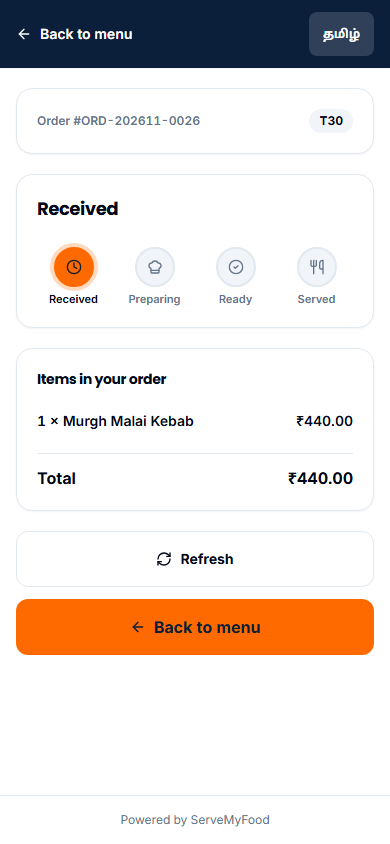 Back to menu
தமிழ்
Order #ORD-202611-0026
T30
Received
Received
Preparing
Ready
Served
Items in your order
1 × Murgh Malai Kebab
₹440.00
Total
₹440.00
Refresh
Back to menu
Powered by ServeMyFood